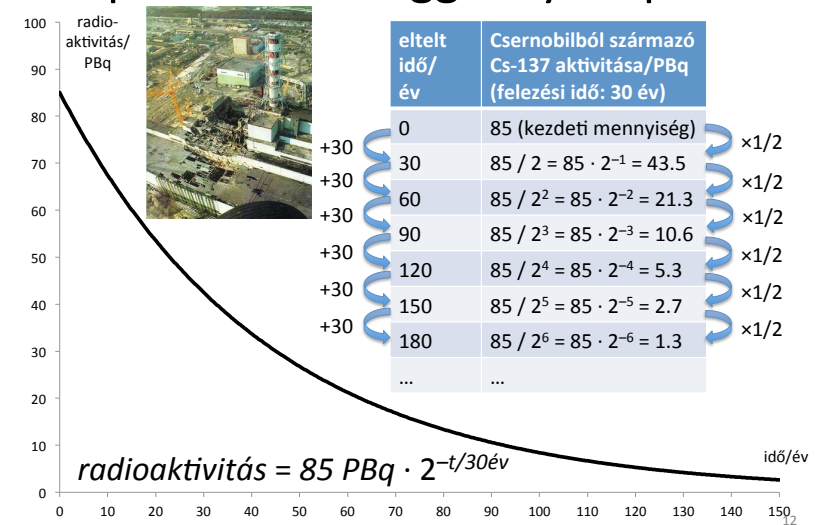 radio-
aktivitás/
PBq
100
90
80
70
60
50
40
30
20
10
0
eltelt idő/ év
Csernobilból származó Cs-137 aktivitása/PBq (felezési idő: 30 év)
0 85 (kezdeti mennyiség)
30 85 / 2 = 85 · 2⁻¹ = 43.5
60 85 / 2² = 85 · 2⁻² = 21.3
90 85 / 2³ = 85 · 2⁻³ = 10.6
120 85 / 2⁴ = 85 · 2⁻⁴ = 5.3
150 85 / 2⁵ = 85 · 2⁻⁵ = 2.7
180 85 / 2⁶ = 85 · 2⁻⁶ = 1.3
... ...
+30
+30
+30
+30
+30
+30
×1/2
×1/2
×1/2
×1/2
×1/2
×1/2
radioaktivitás = 85 PBq · 2^–t/30év
idő/év
0 10 20 30 40 50 60 70 80 90 100 110 120 130 140 150
12